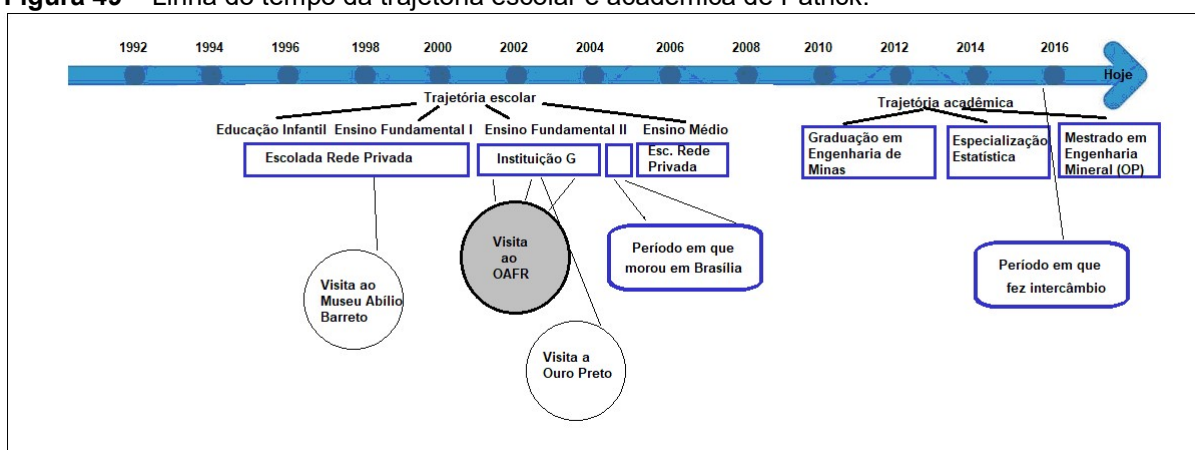 Figura 49 – Linha do tempo da trajetória escolar e acadêmica de Patrick.
1992 1994 1996 1998 2000 2002 2004 2006 2008 2010 2012 2014 2016
Hoje
Trajetória escolar
Trajetória acadêmica
Educação Infantil Ensino Fundamental I Ensino Fundamental II Ensino Médio
Escolada Rede Privada
Instituição G
Esc. Rede
Privada
Graduação em
Engenharia de
Minas
Especialização
Estatística
Mestrado em
Engenharia
Mineral (OP)
Visita
ao
OAFR
Período em que
morou em Brasília
Período em que
fez intercâmbio
Visita ao
Museu Abílio
Barreto
Visita a
Ouro Preto